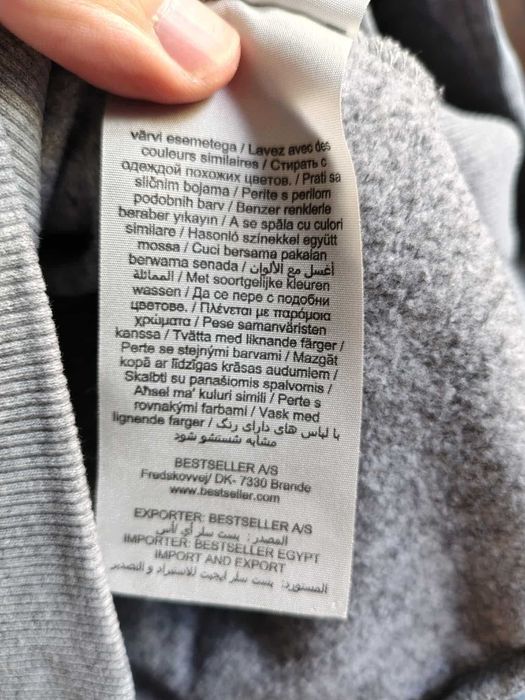 värvi esemetega / Lavez avec des
couleurs similaires / Стирать с
одеждой похожих цветов. / Prati sa
sličnim bojama / Perite s perilom
podobnih barv / Benzer renklerle
beraber yıkayın / A se spăla cu culori
similare / Hasonló színekkel együtt
mossa / Cuci bersama pakaian
berwarna senada / أغسل مع الألوان
المماثلة / Met soortgelijke kleuren
wassen / Да се пере с подобни
цветове. / Πλένεται με παρόμοια
χρώματα / Pese samanväristen
kanssa / Tvätta med liknande färger /
Perte se stejnými barvami / Mazgāt
kopā ar līdzīgas krāsas audumiem /
Skalbti su panašiomis spalvomis /
Aħsel ma' kuluri simili / Perte s
rovnakými farbami / Vask med
lignende farger / با لباس های دارای رنگ
مشابه شستشو شود
BESTSELLER A/S
Fredskovvej/ DK- 7330 Brande
www.bestseller.com
EXPORTER: BESTSELLER A/S
المصدر: بست سلر أي/أس
IMPORTER: BESTSELLER EGYPT
IMPORT AND EXPORT
المستورد: بست سلر ايجيبت للاستيراد و التصدير